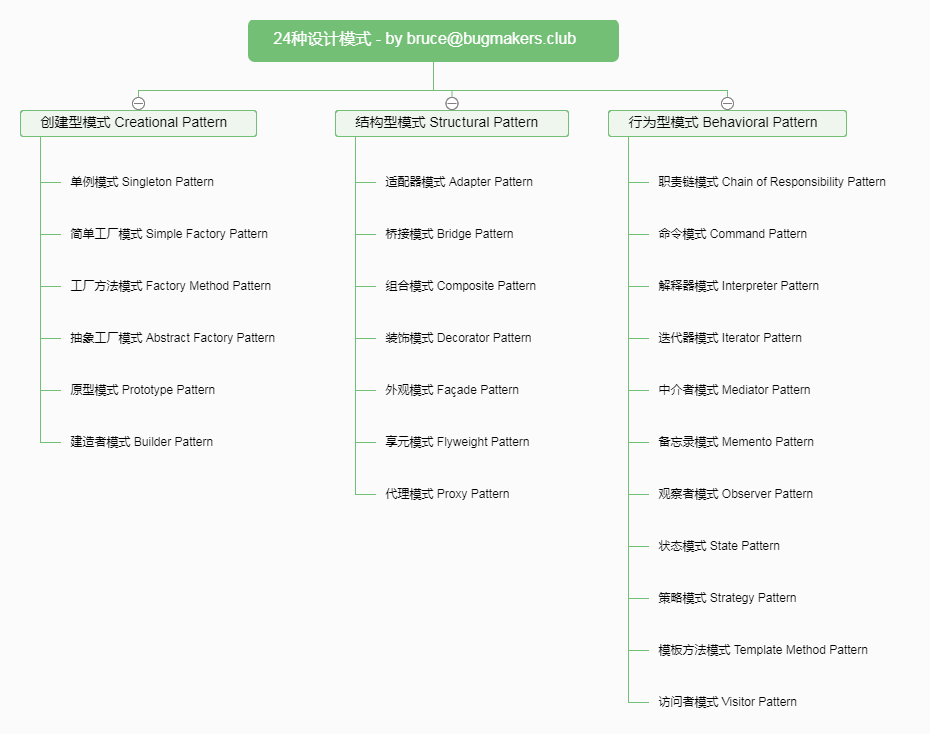 24种设计模式 - by bruce@bugmakers.club
创建型模式 Creational Pattern
单例模式 Singleton Pattern
简单工厂模式 Simple Factory Pattern
工厂方法模式 Factory Method Pattern
抽象工厂模式 Abstract Factory Pattern
原型模式 Prototype Pattern
建造者模式 Builder Pattern
结构型模式 Structural Pattern
适配器模式 Adapter Pattern
桥接模式 Bridge Pattern
组合模式 Composite Pattern
装饰模式 Decorator Pattern
外观模式 Façade Pattern
享元模式 Flyweight Pattern
代理模式 Proxy Pattern
行为型模式 Behavioral Pattern
职责链模式 Chain of Responsibility Pattern
命令模式 Command Pattern
解释器模式 Interpreter Pattern
迭代器模式 Iterator Pattern
中介者模式 Mediator Pattern
备忘录模式 Memento Pattern
观察者模式 Observer Pattern
状态模式 State Pattern
策略模式 Strategy Pattern
模板方法模式 Template Method Pattern
访问者模式 Visitor Pattern